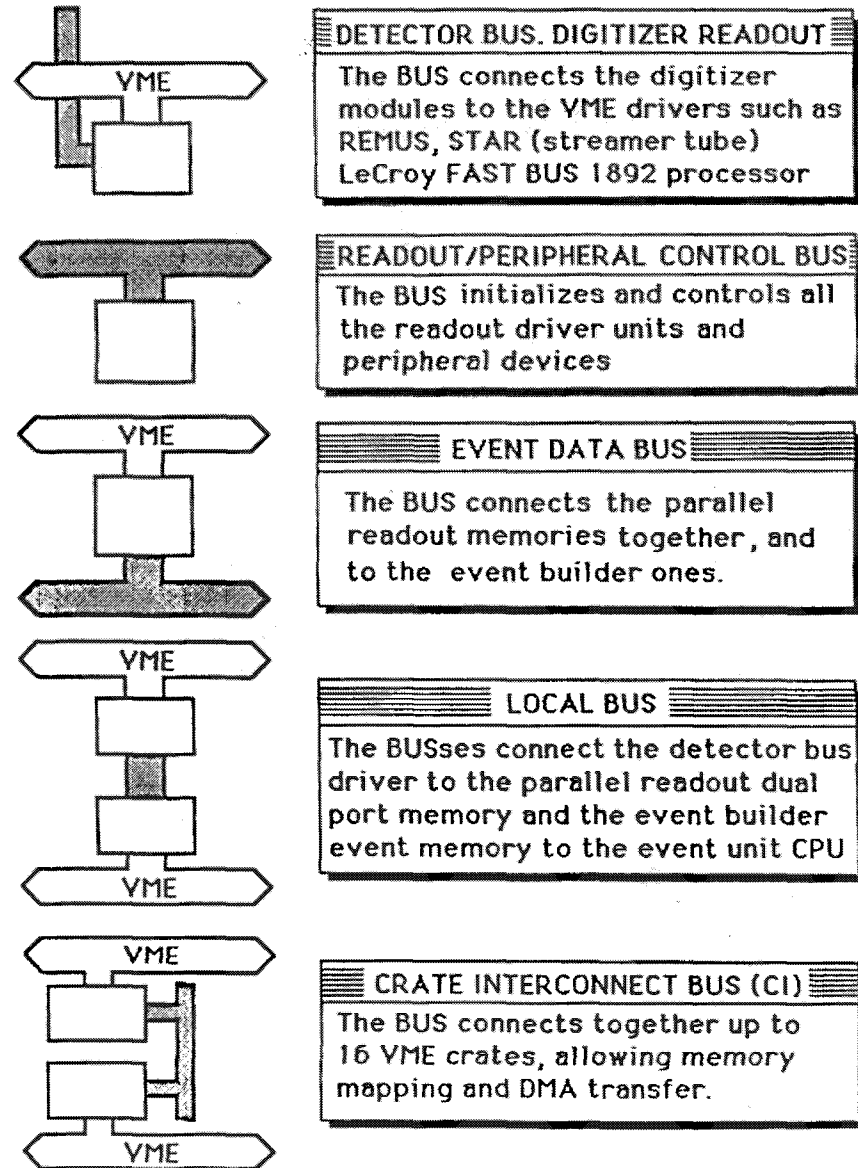 VME
DETECTOR BUS. DIGITIZER READOUT
The BUS connects the digitizer
modules to the VME drivers such as
REMUS, STAR (streamer tube)
LeCroy FAST BUS 1892 processor
READOUT/PERIPHERAL CONTROL BUS
The BUS initializes and controls all
the readout driver units and
peripheral devices
VME
EVENT DATA BUS
The BUS connects the parallel
readout memories together, and
to the event builder ones.
VME
LOCAL BUS
The BUSses connect the detector bus
driver to the parallel readout dual
port memory and the event builder
event memory to the event unit CPU
VME
VME
CRATE INTERCONNECT BUS (CI)
The BUS connects together up to
16 VME crates, allowing memory
mapping and DMA transfer.
VME